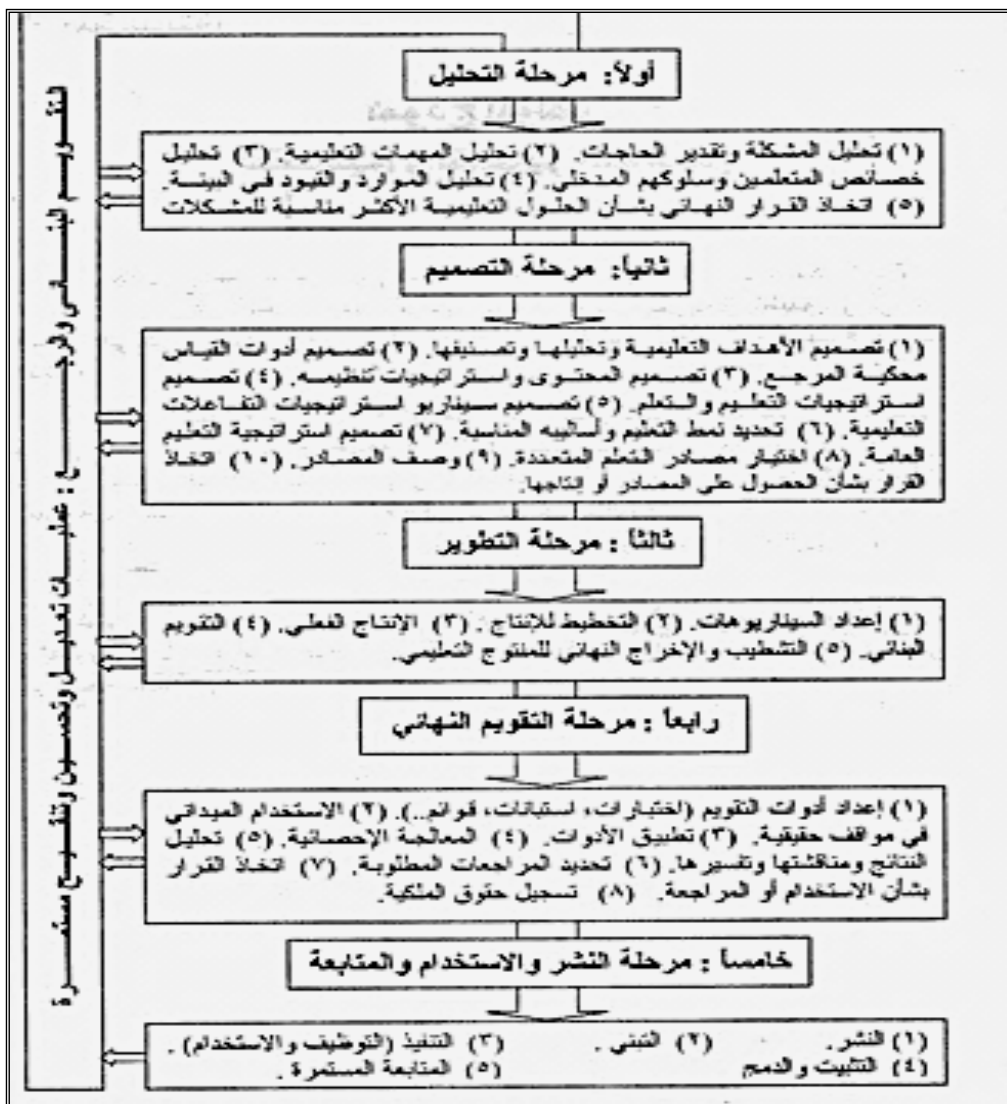 أولاً: مرحلة التحليل
(١) تحليل المشكلة وتقدير الحاجات. (٢) تحليل المهمات التعليمية. (٣) تحليل
خصائص المتعلمين وسلوكهم المدخلي. (٤) تحليل الموارد والقيود في البيئة.
(٥) اتخاذ القرار النهائي بشأن الحلول التعليمية الأكثر مناسبة للمشكلات
ثانياً: مرحلة التصميم
(١) تصميم الأهداف التعليمية وتحليلها وتصنيفها. (٢) تصميم أدوات القياس
محكية المرجع. (٣) تصميم المحتوى واستراتيجيات تنظيمه. (٤) تصميم
استراتيجيات التعليم والتعلم. (٥) تصميم سيناريو استراتيجيات التفاعلات
التعليمية. (٦) تحديد نمط التعليم وأساليبه المناسبة. (٧) تصميم استراتيجية التعليم
العامة. (٨) اختيار مصادر التعلم المتعددة. (٩) وصف المصادر. (١٠) اتخاذ
القرار بشأن الحصول على المصادر أو إنتاجها.
ثالثاً : مرحلة التطوير
(١) إعداد السيناريوهات. (٢) التخطيط للإنتاج. (٣) الإنتاج الفعلي. (٤) التقويم
البنائي. (٥) التشطيب والإخراج النهائي للمنتوج التعليمي.
رابعاً : مرحلة التقويم النهائي
(١) إعداد أدوات التقويم (اختبارات، استبانات، قوائم..). (٢) الاستخدام الميداني
في مواقف حقيقية. (٣) تطبيق الأدوات. (٤) المعالجة الإحصائية. (٥) تحليل
النتائج ومناقشتها وتفسيرها. (٦) تحديد المراجعات المطلوبة. (٧) اتخاذ القرار
بشأن الاستخدام أو المراجعة. (٨) تسجيل حقوق الملكية.
خامساً : مرحلة النشر والاستخدام والمتابعة
(١) النشر. (٢) التبني. (٣) التنفيذ (التوظيف والاستخدام).
(٤) التثبيت والدمج (٥) المتابعة المستمرة.
التقويم البنائي والرجع : عمليات تعديل وتحسين وتنقيح مستمرة